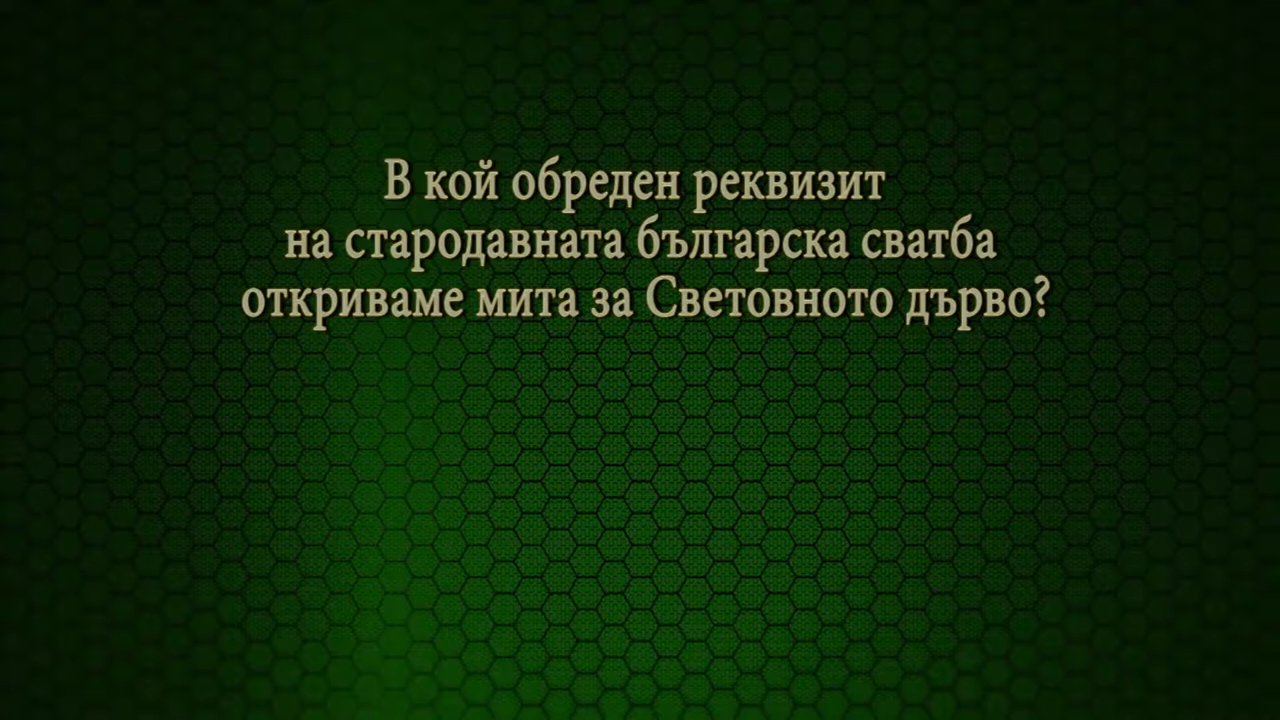 В кой обреден реквизит
на стародавната българска сватба
откриваме мита за Световното дърво?